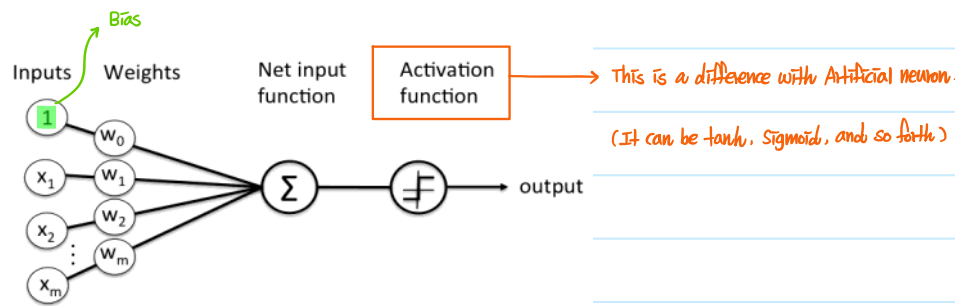 Bias
Inputs Weights
Net input
function
Activation
function
This is a difference with Artificial neuron.
(It can be tanh, Sigmoid, and so forth)
1
w0
x1
w1
x2
w2
⋮
xm
wm
Σ
output